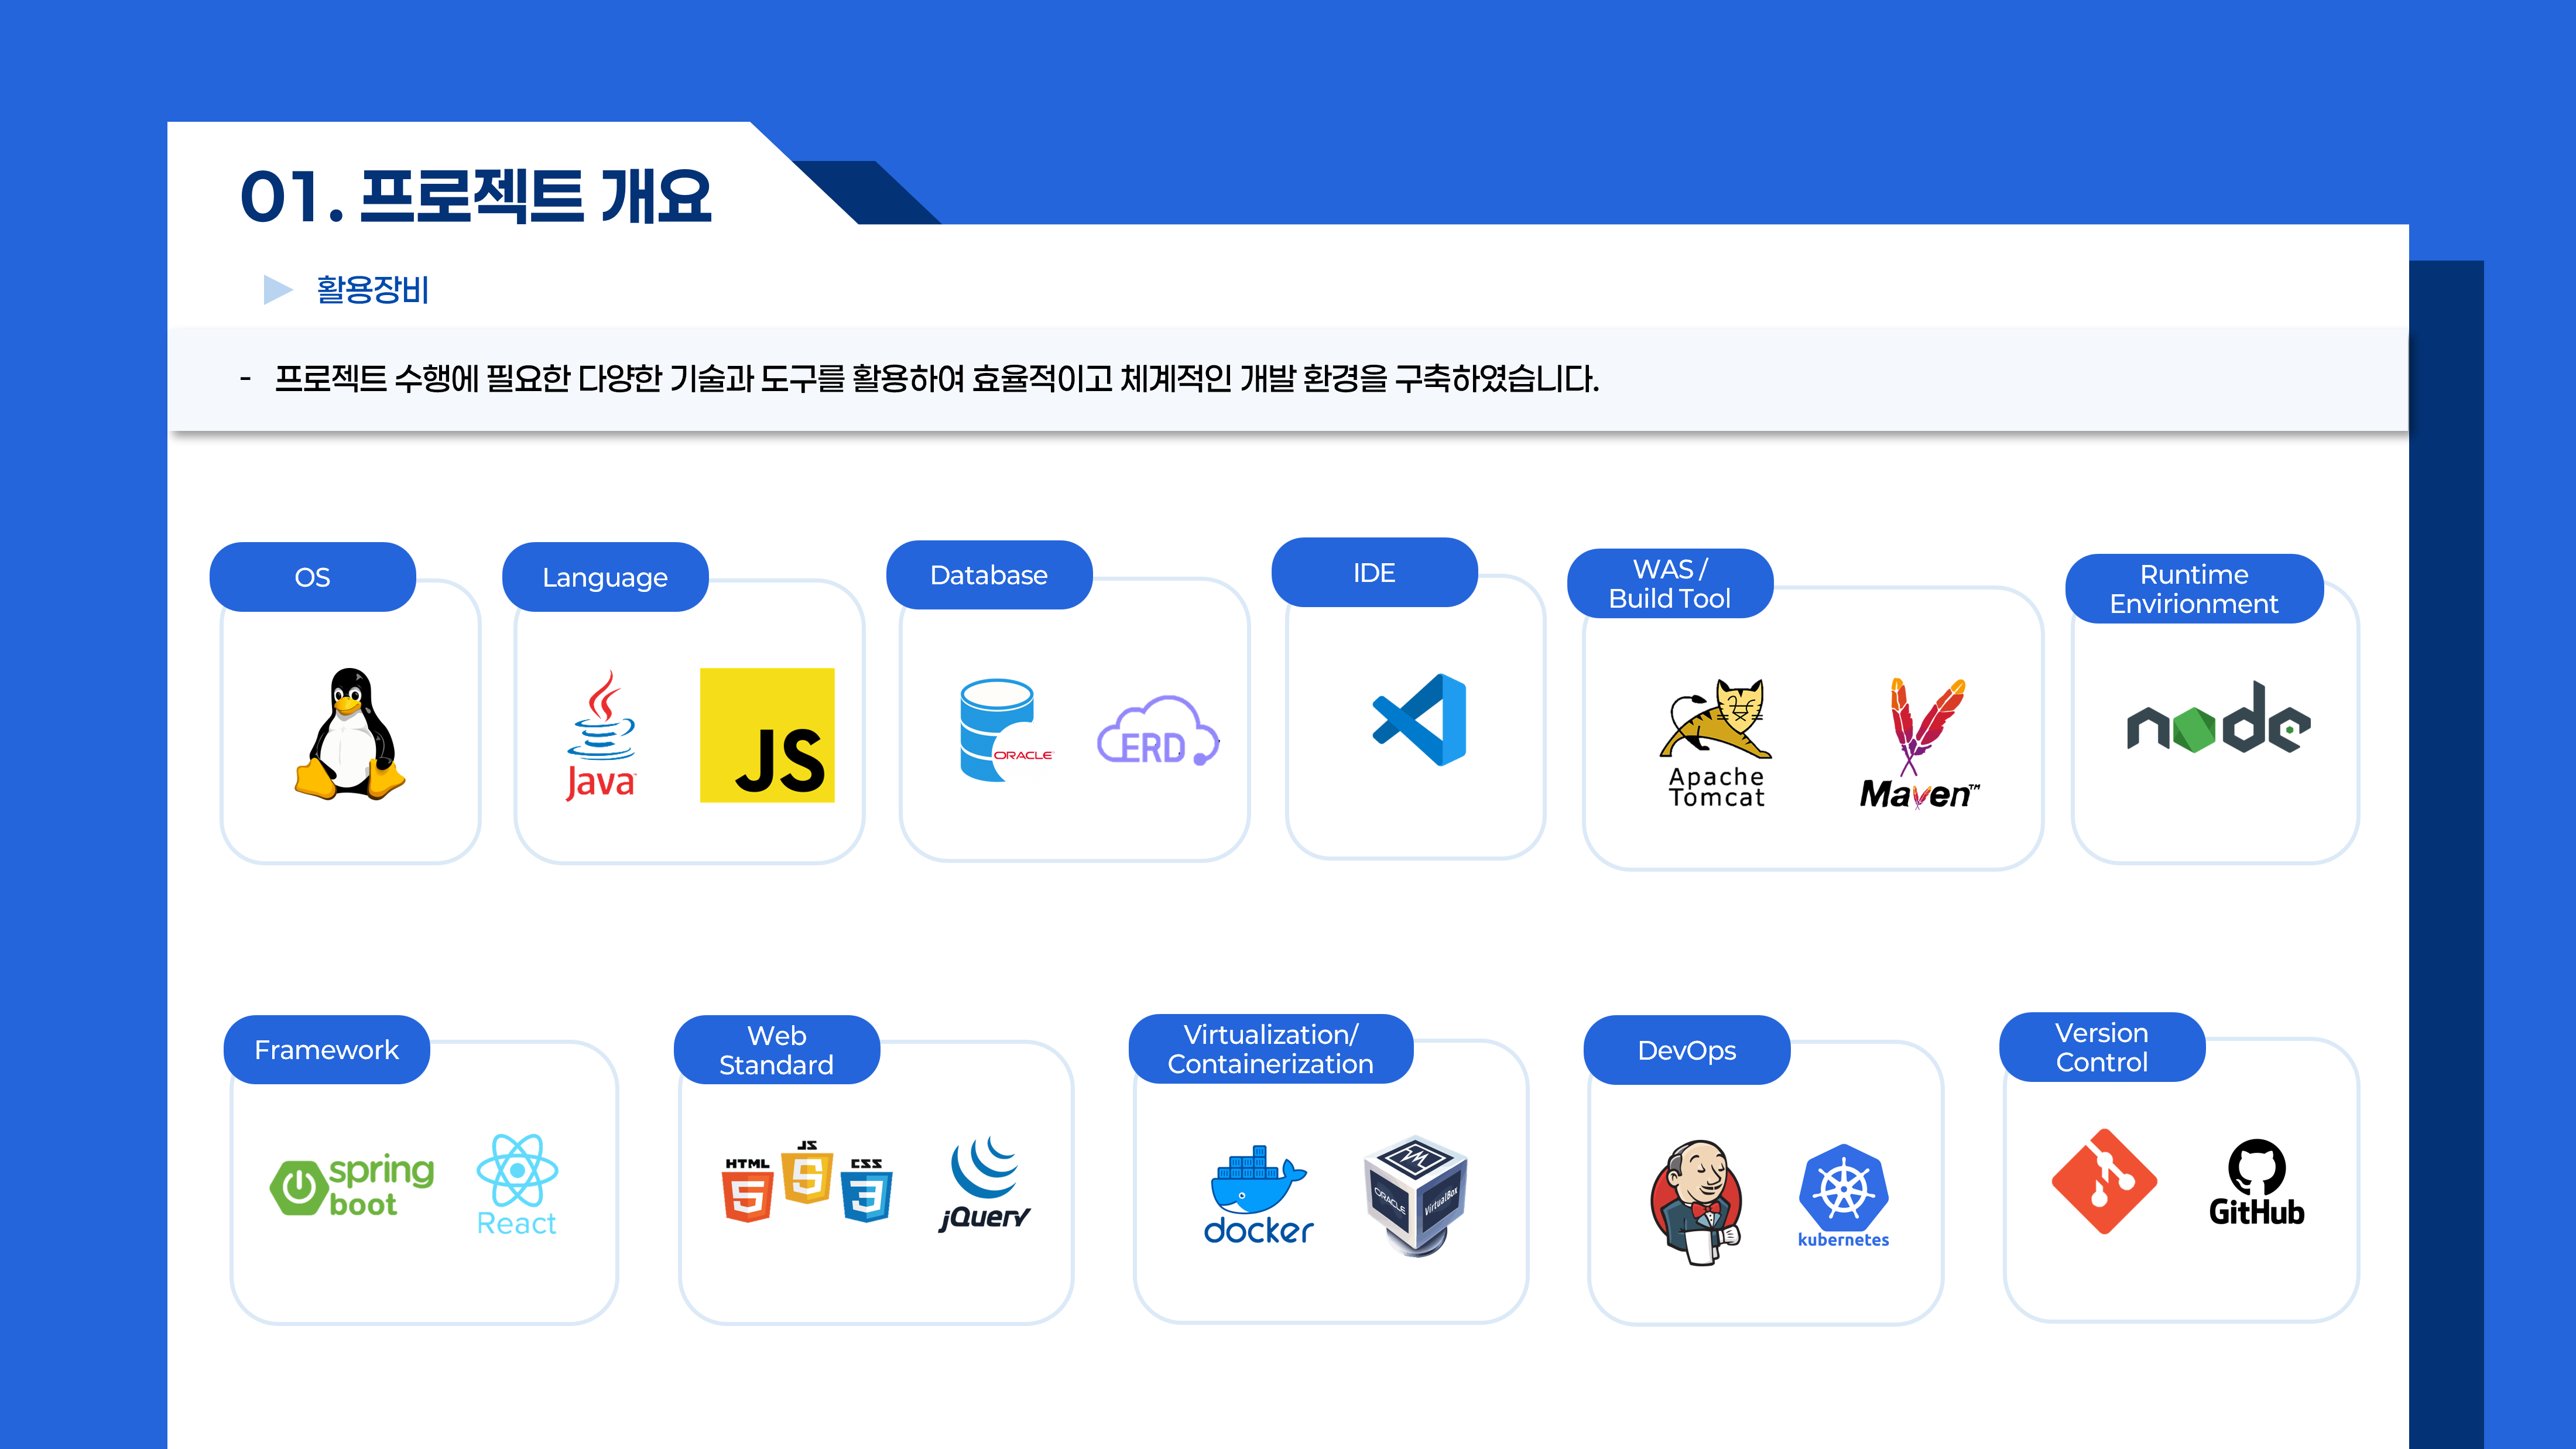 01. 프로젝트 개요
활용장비
- 프로젝트 수행에 필요한 다양한 기술과 도구를 활용하여 효율적이고 체계적인 개발 환경을 구축하였습니다.
OS
Language
Java
JS
Database
ORACLE
ERD
IDE
WAS /
Build Tool
Apache
Tomcat
Maven™
Runtime
Envirionment
node
Framework
spring
boot
React
Web
Standard
HTML
5
JS
5
CSS
3
jQuery
Virtualization/
Containerization
docker
ORACLE
VirtualBox
DevOps
kubernetes
Version
Control
GitHub